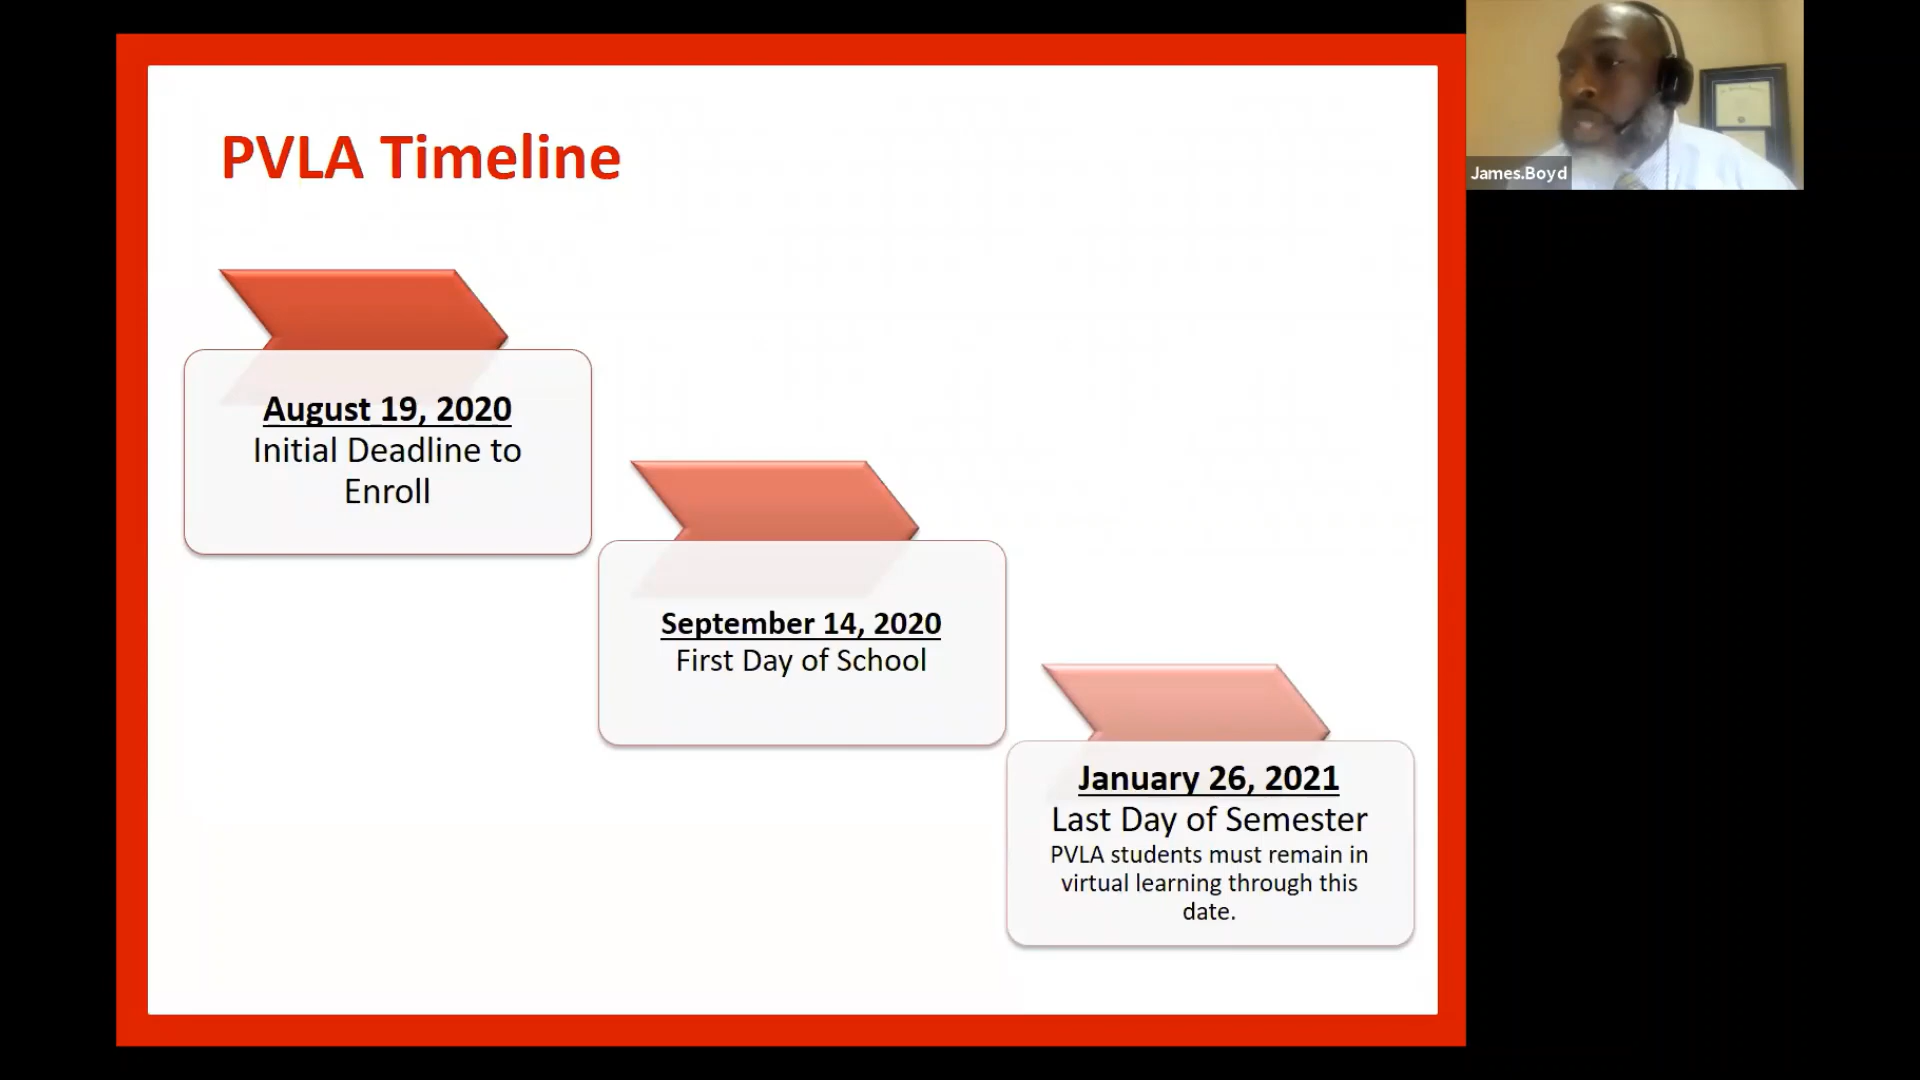 PVLA Timeline
James.Boyd
August 19, 2020
Initial Deadline to
Enroll
September 14, 2020
First Day of School
January 26, 2021
Last Day of Semester
PVLA students must remain in
virtual learning through this
date.